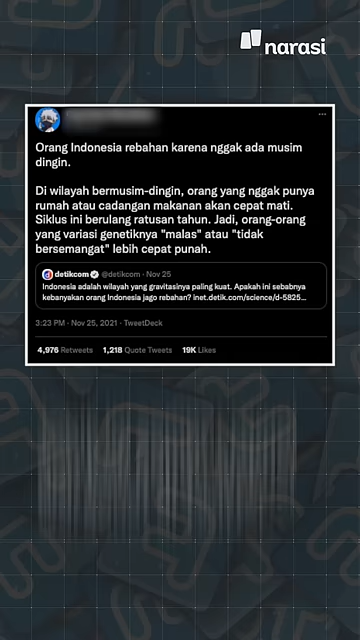 narasi
Orang Indonesia rebahan karena nggak ada musim
dingin.
Di wilayah bermusim-dingin, orang yang nggak punya
rumah atau cadangan makanan akan cepat mati.
Siklus ini berulang ratusan tahun. Jadi, orang-orang
yang variasi genetiknya "malas" atau "tidak
bersemangat" lebih cepat punah.
detikcom @detikcom · Nov 25
Indonesia adalah wilayah yang gravitasinya paling kuat. Apakah ini sebabnya
kebanyakan orang Indonesia jago rebahan? inet.detik.com/science/d-5825...
3:23 PM · Nov 25, 2021 · TweetDeck
4,976 Retweets 1,218 Quote Tweets 19K Likes